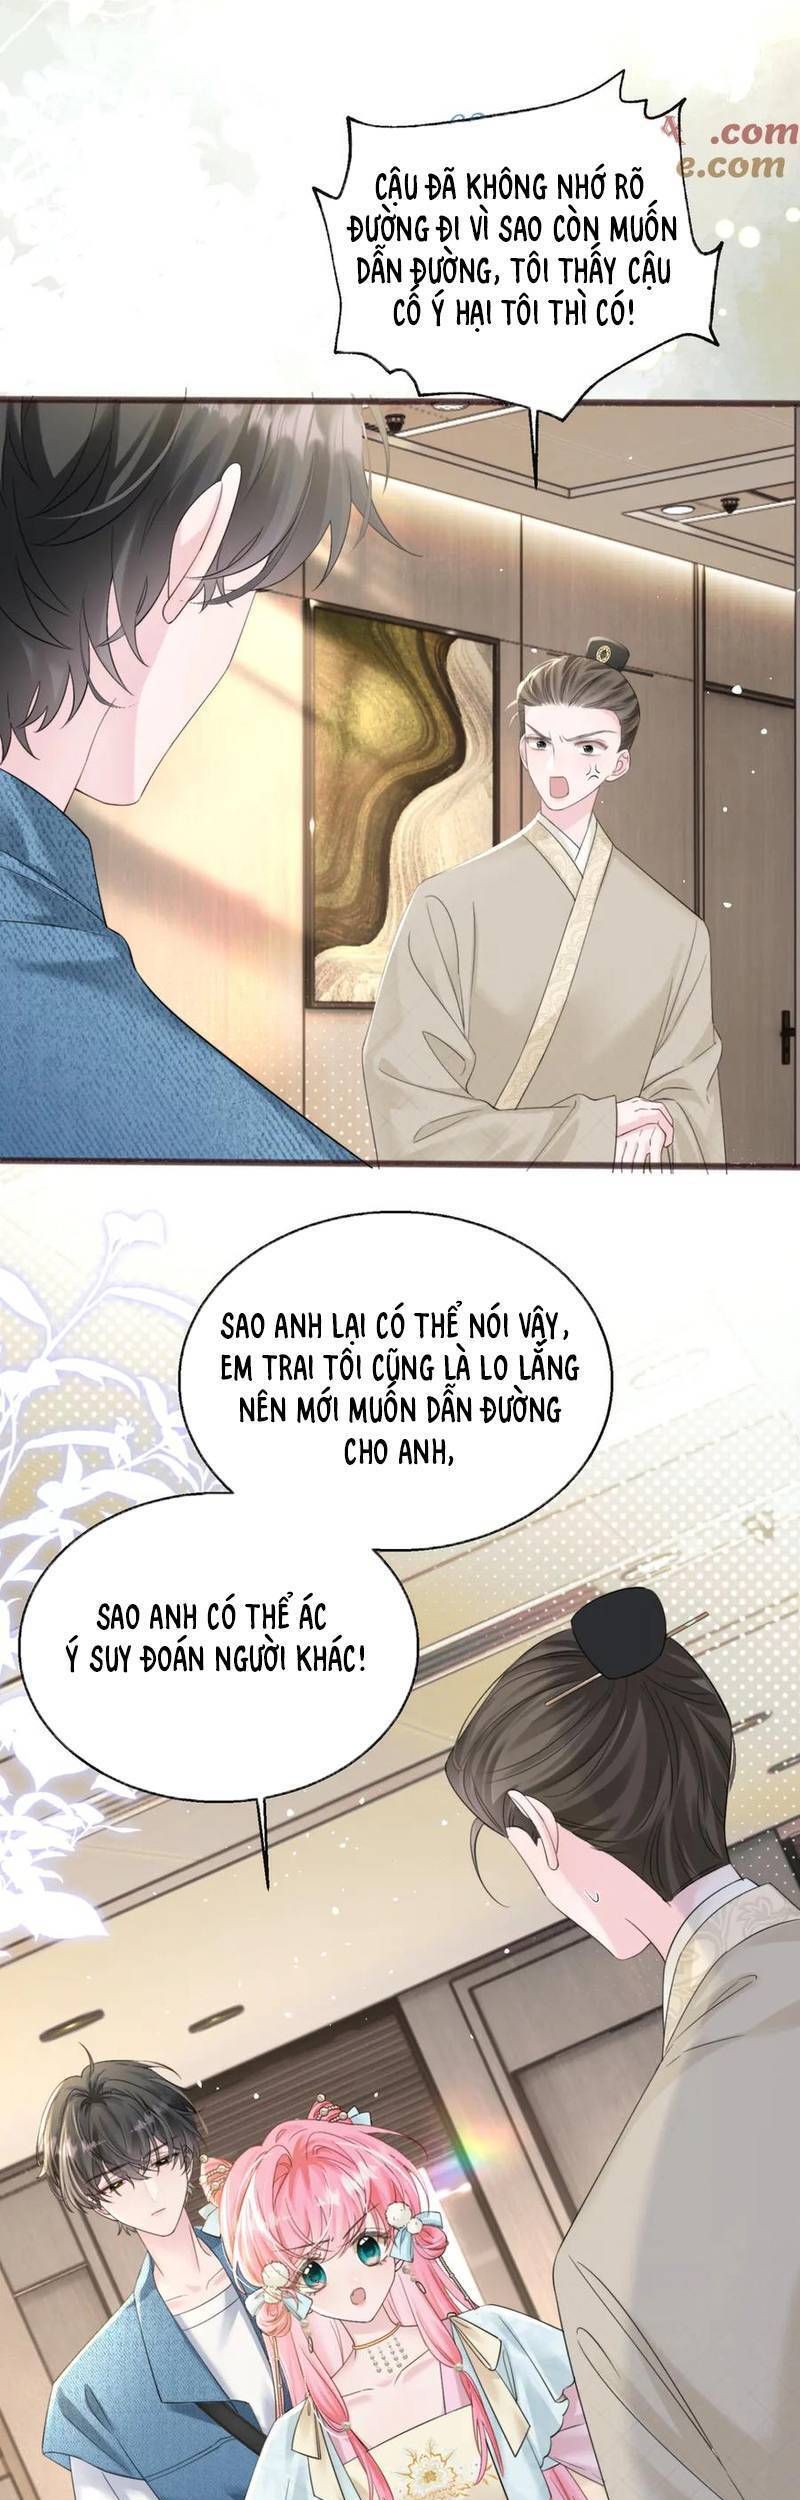 .com
e.com
CẬU ĐÃ KHÔNG NHỚ RÕ
ĐƯỜNG ĐI VÌ SAO CÒN MUỐN
DẪN ĐƯỜNG, TÔI THẤY CẬU
CỐ Ý HẠI TÔI THÌ CÓ!
SAO ANH LẠI CÓ THỂ NÓI VẬY,
EM TRAI TÔI CŨNG LÀ LO LẮNG
NÊN MỚI MUỐN DẪN ĐƯỜNG
CHO ANH,
SAO ANH CÓ THỂ ÁC
Ý SUY ĐOÁN NGƯỜI KHÁC!